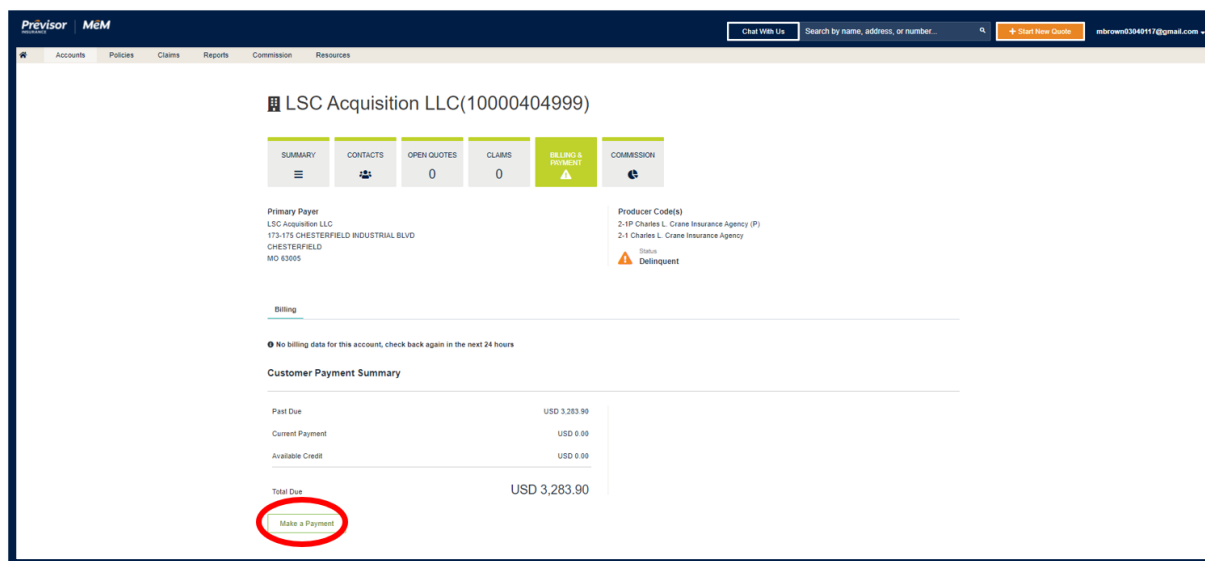 Prēvisor MēM
INSURANCE
Chat With Us
Search by name, address, or number...
+ Start New Quote
mbrown03040117@gmail.com
Accounts Policies Claims Reports Commission Resources
LSC Acquisition LLC(10000404999)
SUMMARY
CONTACTS
OPEN QUOTES
0
CLAIMS
0
BILLING &
PAYMENT
COMMISSION
Primary Payer
LSC Acquisition LLC
173-175 CHESTERFIELD INDUSTRIAL BLVD
CHESTERFIELD
MO 63005
Producer Code(s)
2-1P Charles L. Crane Insurance Agency (P)
2-1 Charles L. Crane Insurance Agency
Status
Delinquent
Billing
No billing data for this account, check back again in the next 24 hours
Customer Payment Summary
Past Due USD 3,283.90
Current Payment USD 0.00
Available Credit USD 0.00
Total Due USD 3,283.90
Make a Payment